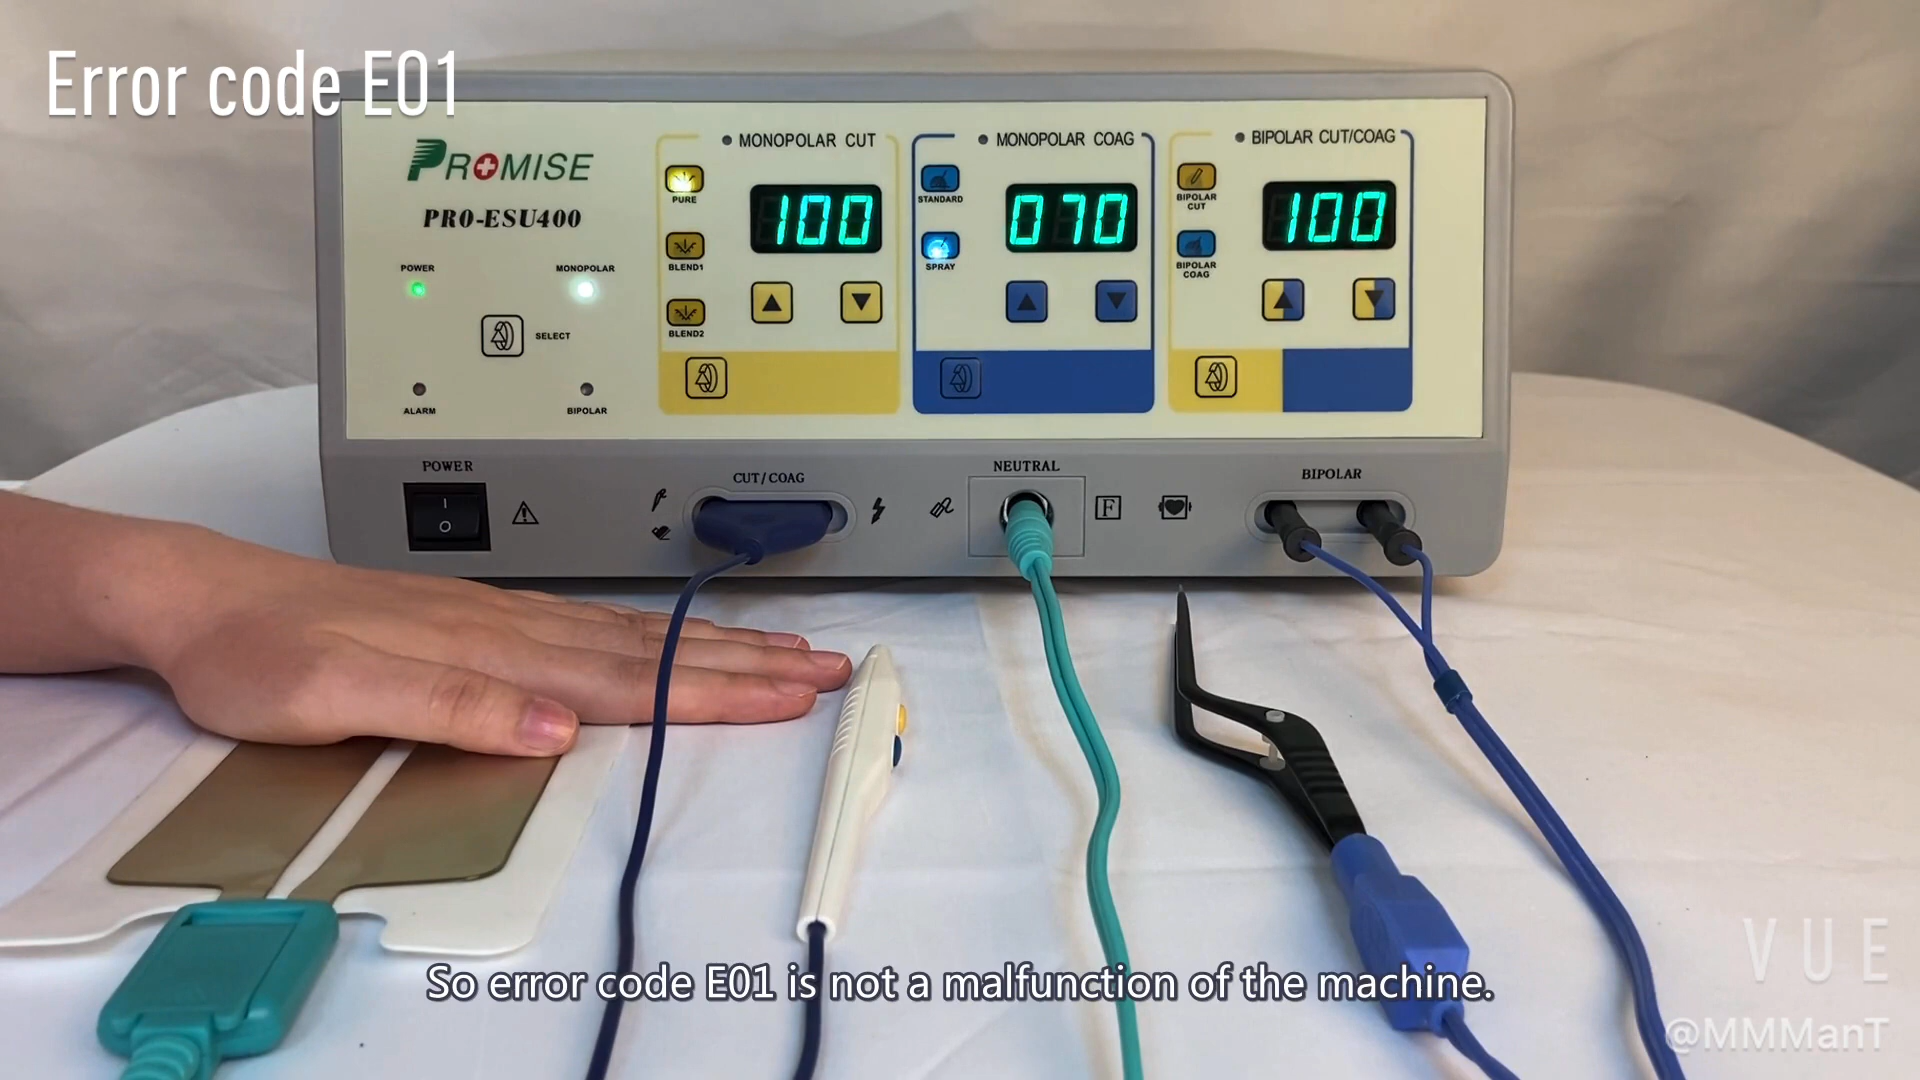 Error code E01
PROMISE
PRO-ESU400
POWER
MONOPOLAR
SELECT
ALARM
BIPOLAR
MONOPOLAR CUT
PURE
100
BLEND1
BLEND2
MONOPOLAR COAG
STANDARD
070
SPRAY
BIPOLAR CUT/COAG
BIPOLAR
CUT
100
BIPOLAR
COAG
POWER
I
O
CUT/COAG
NEUTRAL
F
BIPOLAR
So error code E01 is not a malfunction of the machine.
VUE
@MMManT